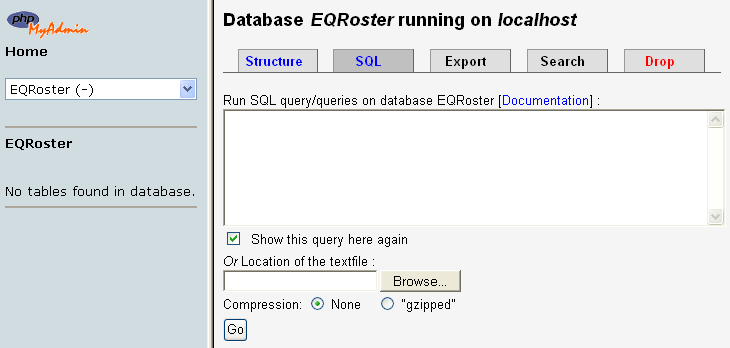 php
MyAdmin
Home
EQRoster (-)
EQRoster
No tables found in database.
Database EQRoster running on localhost
Structure SQL Export Search Drop
Run SQL query/queries on database EQRoster [Documentation] :
Show this query here again
Or Location of the textfile :
Browse...
Compression: None "gzipped"
Go